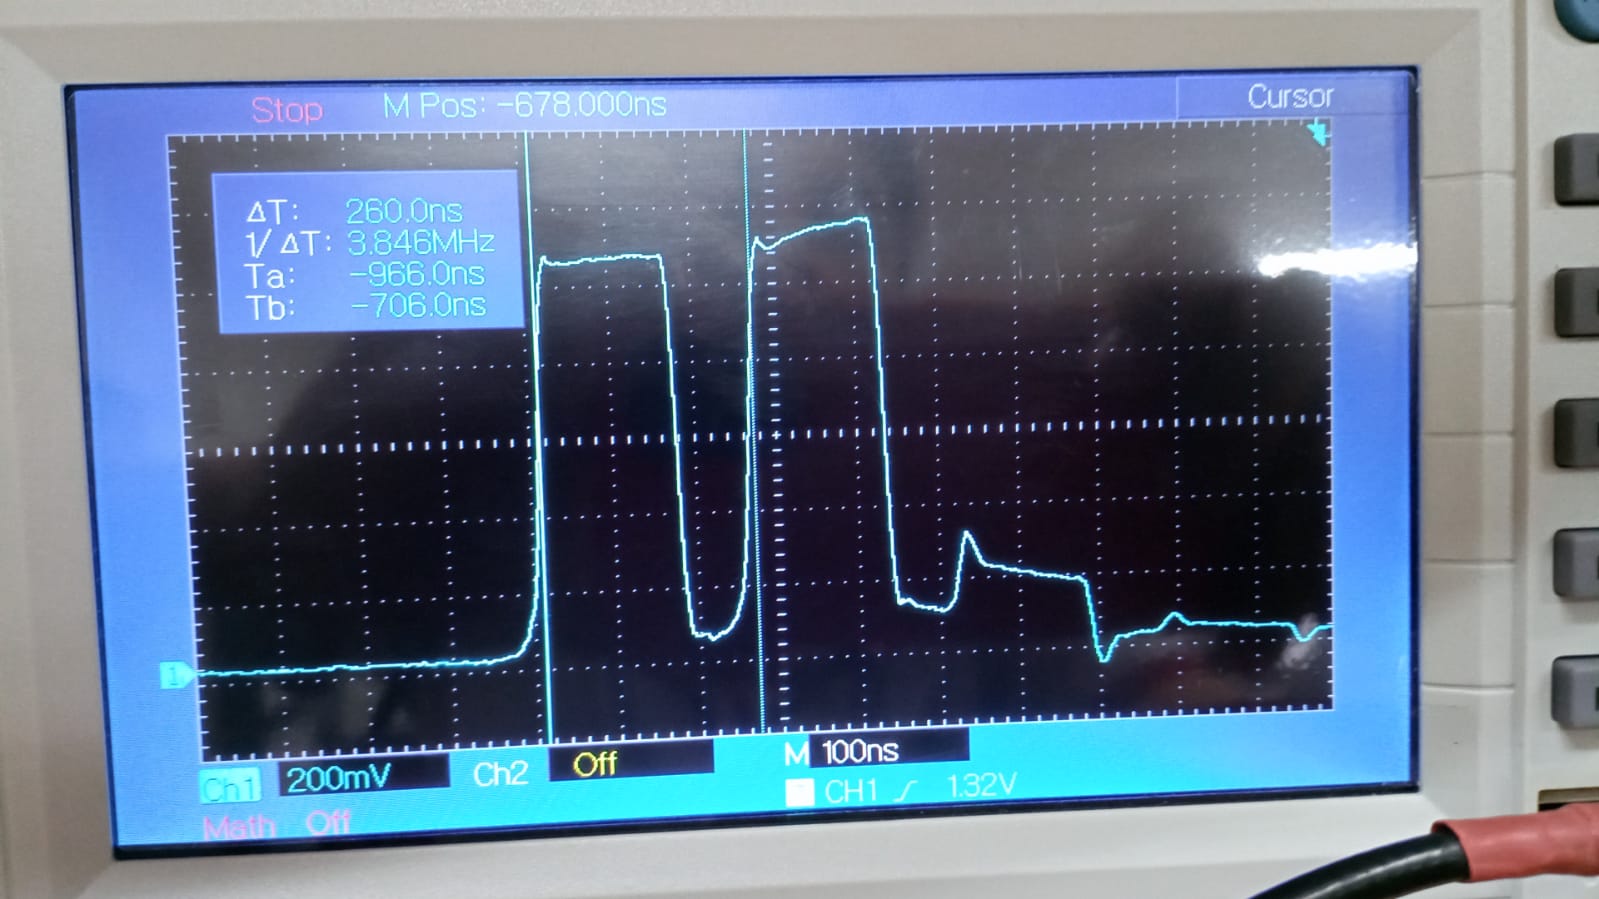 Stop M Pos: -678.000ns Cursor
ΔT: 260.0ns
1/ΔT: 3.846MHz
Ta: -966.0ns
Tb: -706.0ns
1
Ch1 200mV Ch2 Off M 100ns
CH1 1.32V
Math Off